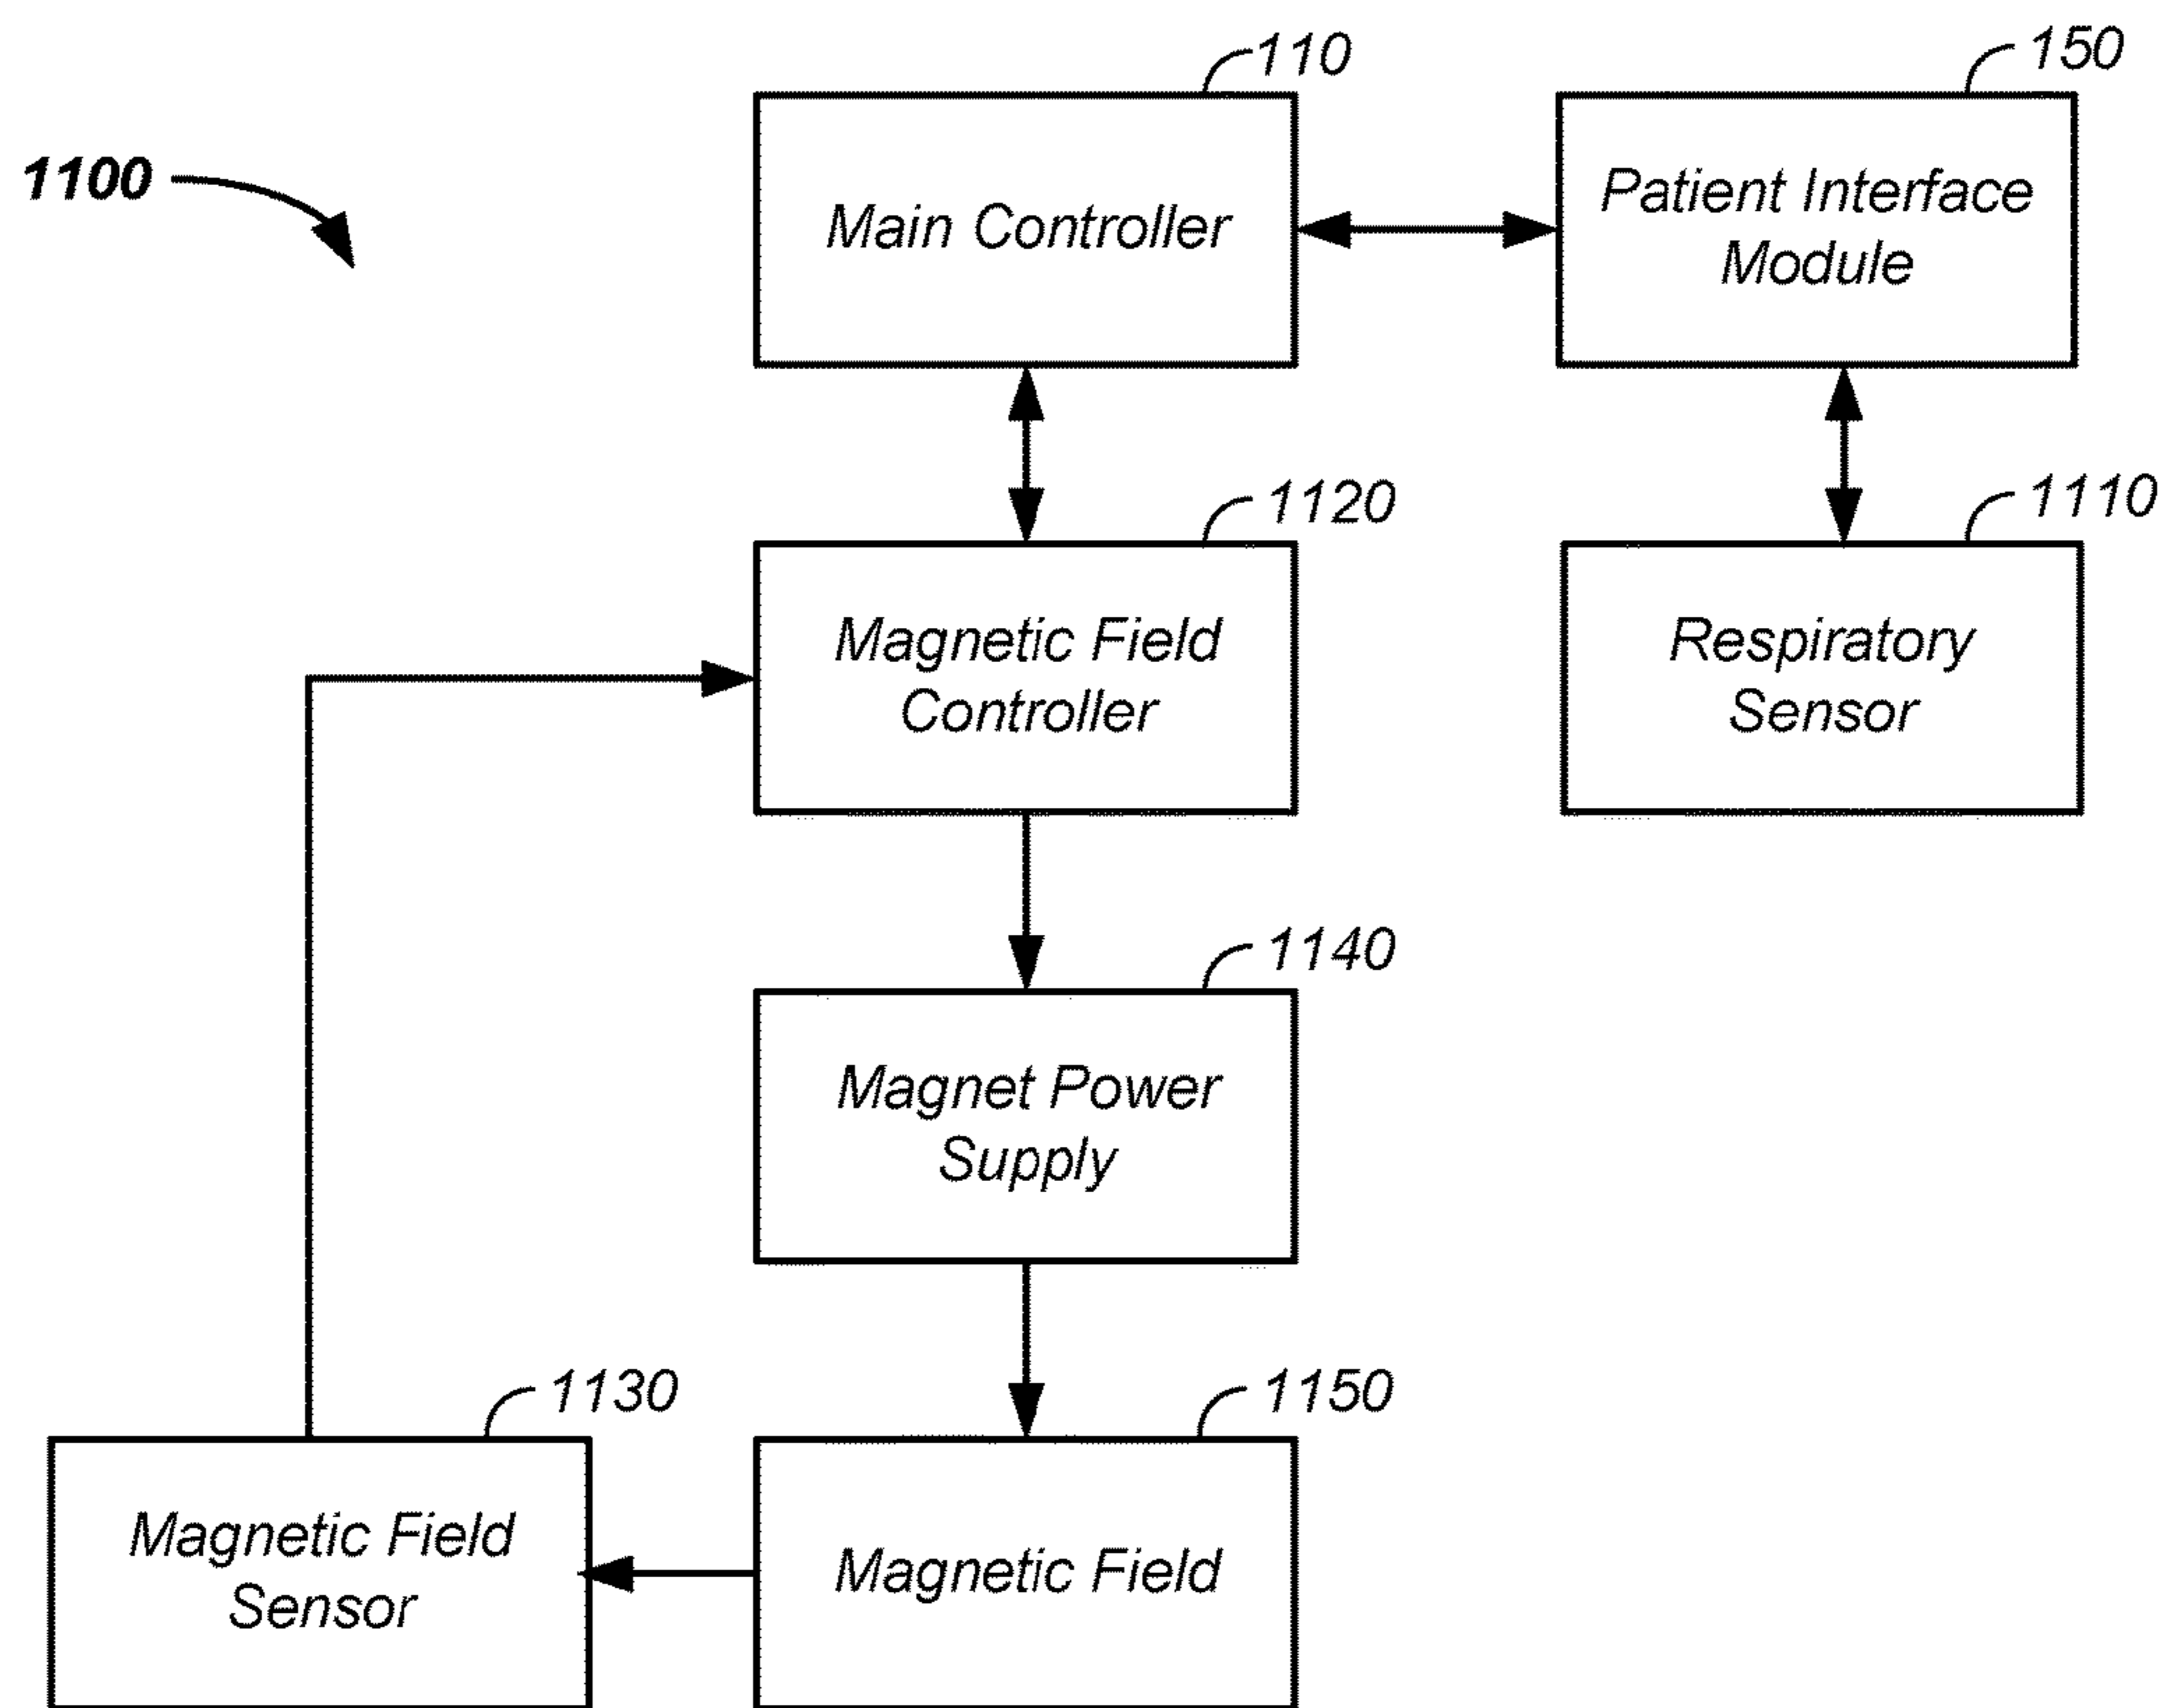 110
150
1100
Main Controller
Patient Interface
Module
1120
1110
Magnetic Field
Controller
Respiratory
Sensor
1140
Magnet Power
Supply
1130
1150
Magnetic Field
Sensor
Magnetic Field